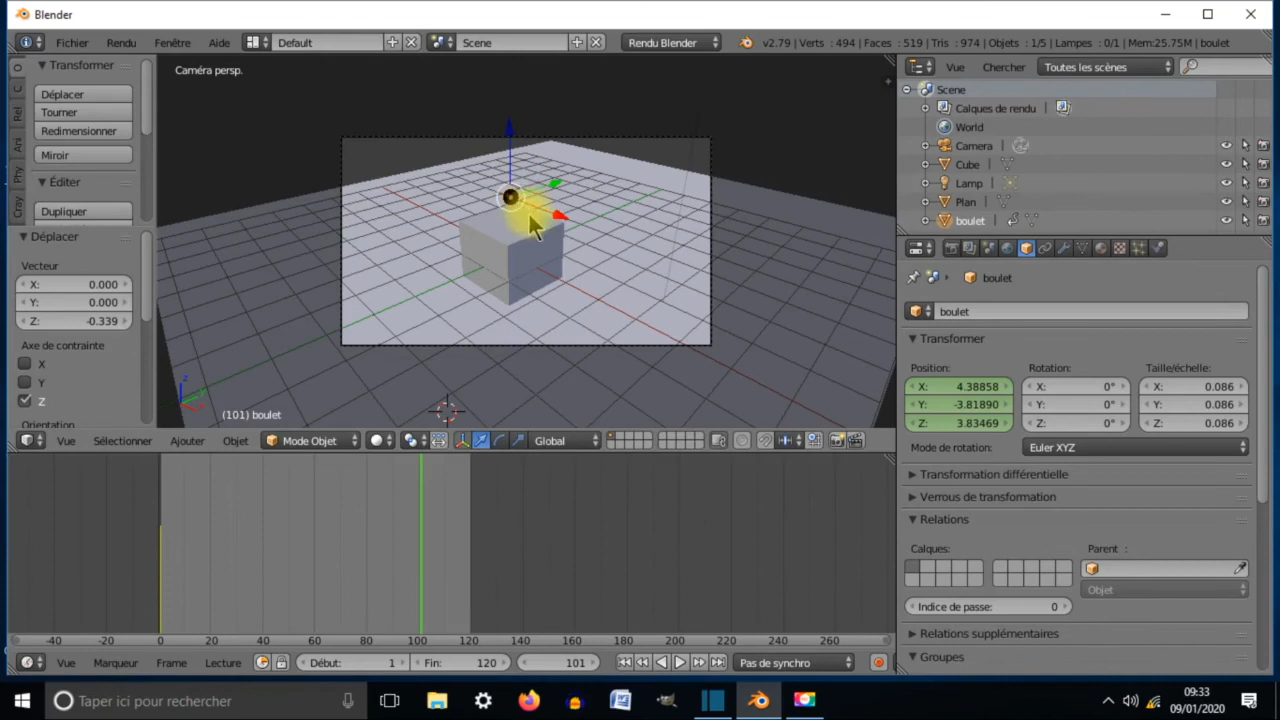 Blender
Fichier Rendu Fenêtre Aide Default Scene Rendu Blender v2.79 | Verts : 494 | Faces : 519 | Tris : 974 | Objets : 1/5 | Lampes : 0/1 | Mem:25.75M | boulet
Transformer
Déplacer
Tourner
Redimensionner
Miroir
Éditer
Dupliquer
O
C
Rel
Ani
Phy
Cray
Déplacer
Vecteur
X: 0.000
Y: 0.000
Z: -0.339
Axe de contrainte
X
Y
Z
Orientation
Caméra persp.
z
(101) boulet
Vue Sélectionner Ajouter Objet Mode Objet Global
-40 -20 0 20 40 60 80 100 120 140 160 180 200 220 240 260
Vue Marqueur Frame Lecture Début: 1 Fin: 120 101 Pas de synchro
Vue Chercher Toutes les scènes
Scene
Calques de rendu
World
Camera
Cube
Lamp
Plan
boulet
boulet
boulet
Transformer
Position: Rotation: Taille/échelle:
X: 4.38858 X: 0° X: 0.086
Y: -3.81890 Y: 0° Y: 0.086
Z: 3.83469 Z: 0° Z: 0.086
Mode de rotation: Euler XYZ
Transformation différentielle
Verrous de transformation
Relations
Calques: Parent :
Objet
Indice de passe: 0
Relations supplémentaires
Groupes
Taper ici pour rechercher
09:33
09/01/2020